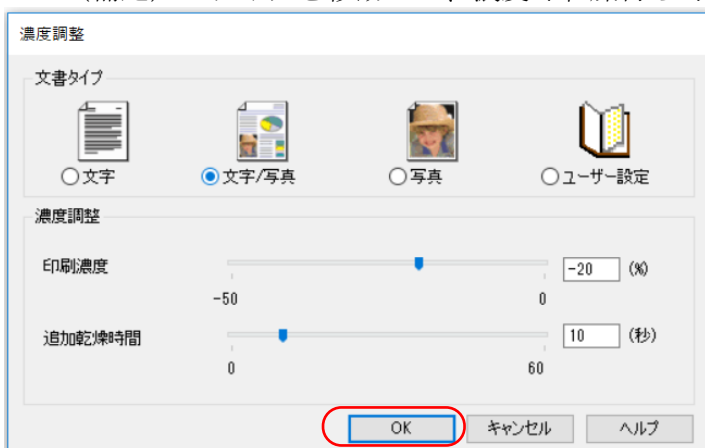 濃度調整
文書タイプ
文字
文字/写真
写真
ユーザー設定
濃度調整
印刷濃度
-20 (%)
-50 0
追加乾燥時間
10 (秒)
0 60
OK キャンセル ヘルプ